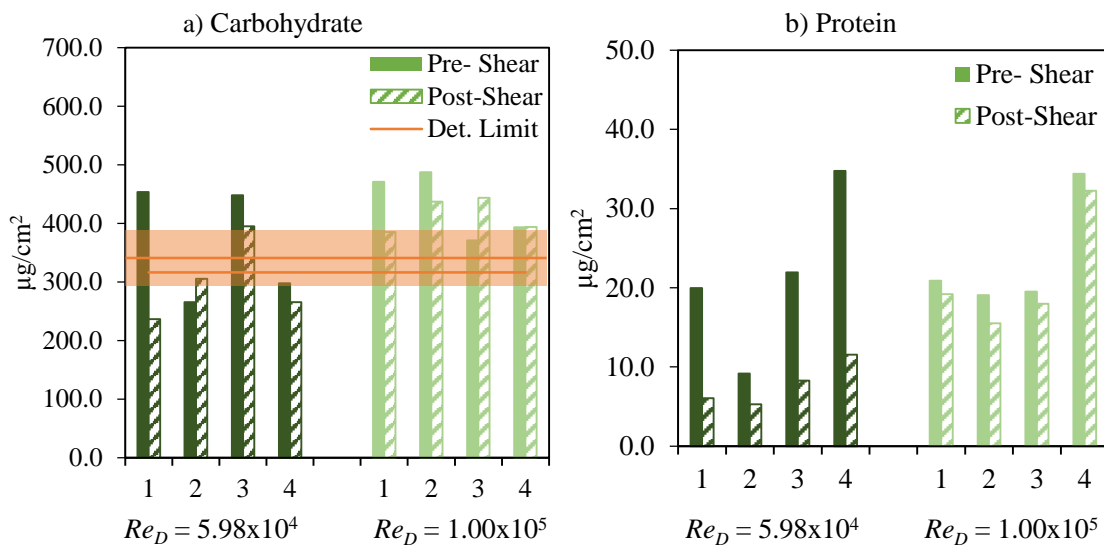 a) Carbohydrate
700.0
600.0
500.0
400.0
300.0
200.0
100.0
0.0
µg/cm²
Pre- Shear
Post-Shear
Det. Limit
1 2 3 4 1 2 3 4
Re_D = 5.98x10⁴ Re_D = 1.00x10⁵
b) Protein
50.0
40.0
30.0
20.0
10.0
0.0
µg/cm²
Pre- Shear
Post-Shear
1 2 3 4 1 2 3 4
Re_D = 5.98x10⁴ Re_D = 1.00x10⁵